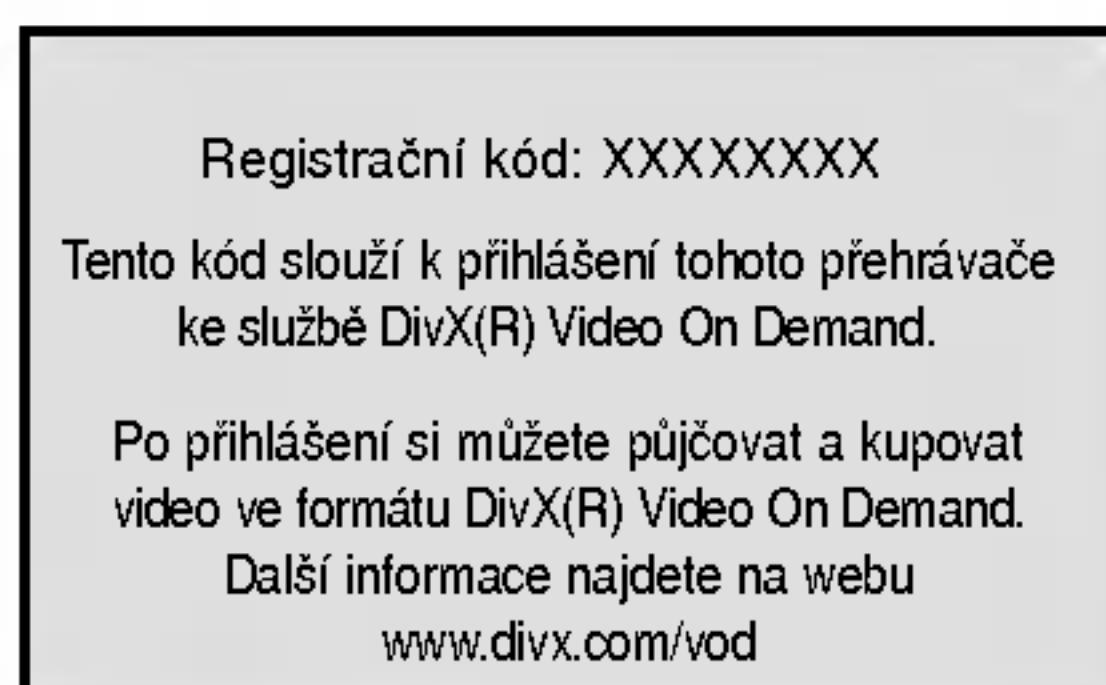 Registrační kód: XXXXXXXX
Tento kód slouží k přihlášení tohoto přehrávače
ke službě DivX(R) Video On Demand.
Po přihlášení si můžete půjčovat a kupovat
video ve formátu DivX(R) Video On Demand.
Další informace najdete na webu
www.divx.com/vod